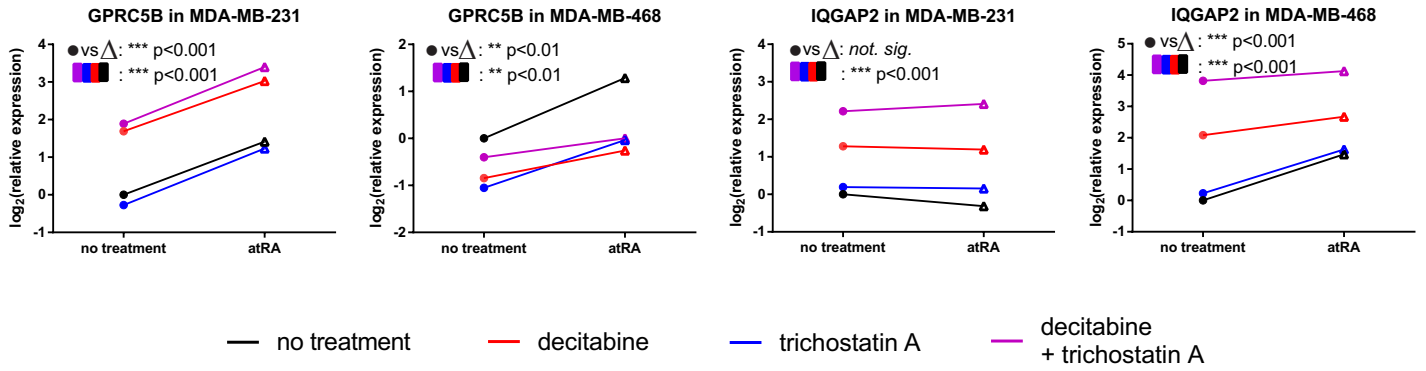 GPRC5B in MDA-MB-231
log₂(relative expression)
4
3
2
1
0
-1
●vsΔ: *** p<0.001
: *** p<0.001
no treatment
atRA
GPRC5B in MDA-MB-468
log₂(relative expression)
2
1
0
-1
-2
●vsΔ: ** p<0.01
: ** p<0.01
no treatment
atRA
IQGAP2 in MDA-MB-231
log₂(relative expression)
4
3
2
1
0
-1
●vsΔ: not. sig.
: *** p<0.001
no treatment
atRA
IQGAP2 in MDA-MB-468
log₂(relative expression)
5
4
3
2
1
0
-1
● vsΔ: *** p<0.001
: *** p<0.001
no treatment
atRA
no treatment
decitabine
trichostatin A
decitabine
+ trichostatin A